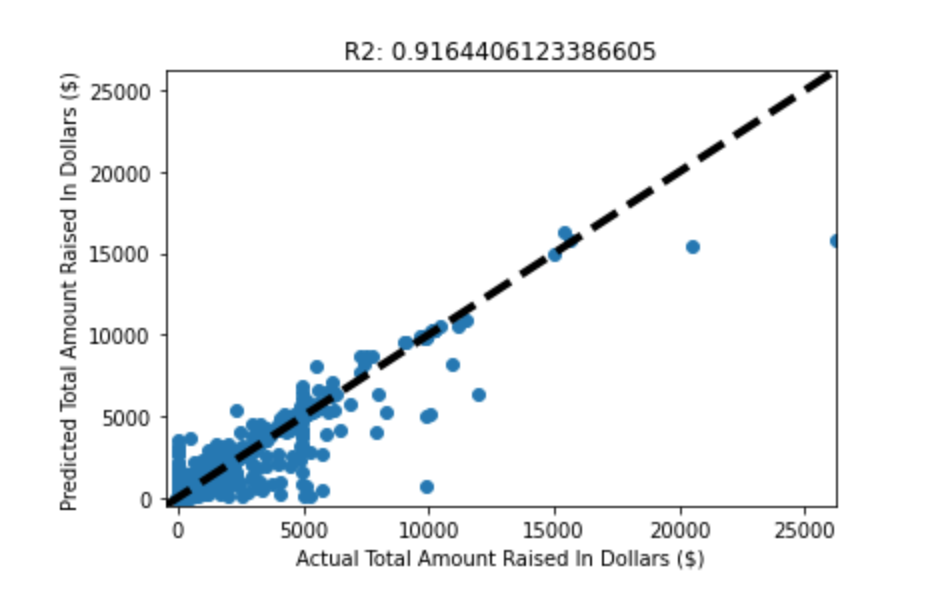 R2: 0.9164406123386605
Predicted Total Amount Raised In Dollars ($)
25000
20000
15000
10000
5000
0
0 5000 10000 15000 20000 25000
Actual Total Amount Raised In Dollars ($)